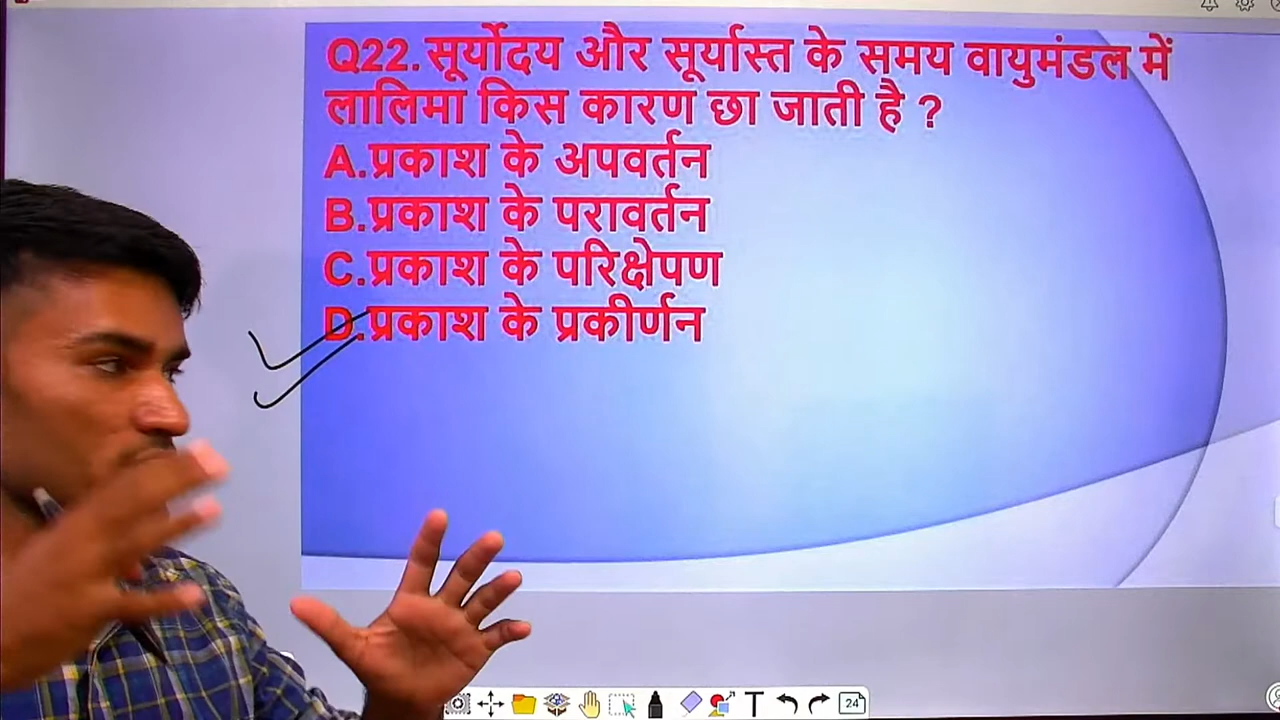 Q22.सूर्योदय और सूर्यास्त के समय वायुमंडल में
लालिमा किस कारण छा जाती है ?
A.प्रकाश के अपवर्तन
B.प्रकाश के परावर्तन
C.प्रकाश के परिक्षेपण
D.प्रकाश के प्रकीर्णन
T
24